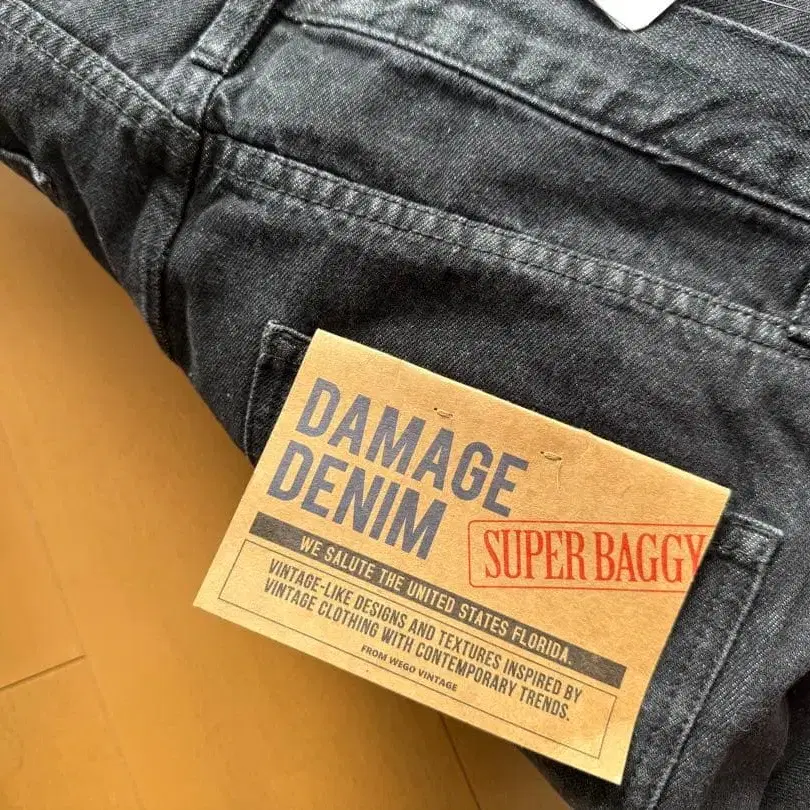 DAMAGE
DENIM
SUPER BAGGY
WE SALUTE THE UNITED STATES FLORIDA.
VINTAGE-LIKE DESIGNS AND TEXTURES INSPIRED BY
VINTAGE CLOTHING WITH CONTEMPORARY TRENDS.
FROM WEGO VINTAGE